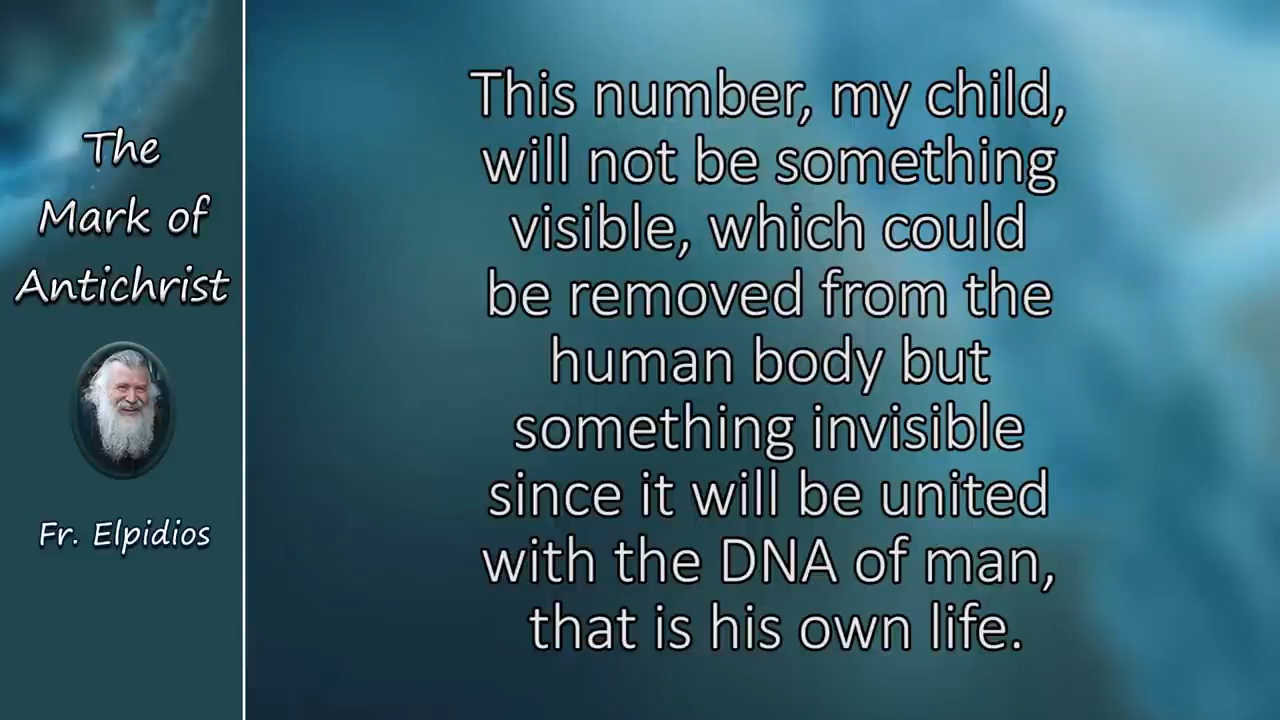 The
Mark of
Antichrist
Fr. Elpidios
This number, my child,
will not be something
visible, which could
be removed from the
human body but
something invisible
since it will be united
with the DNA of man,
that is his own life.